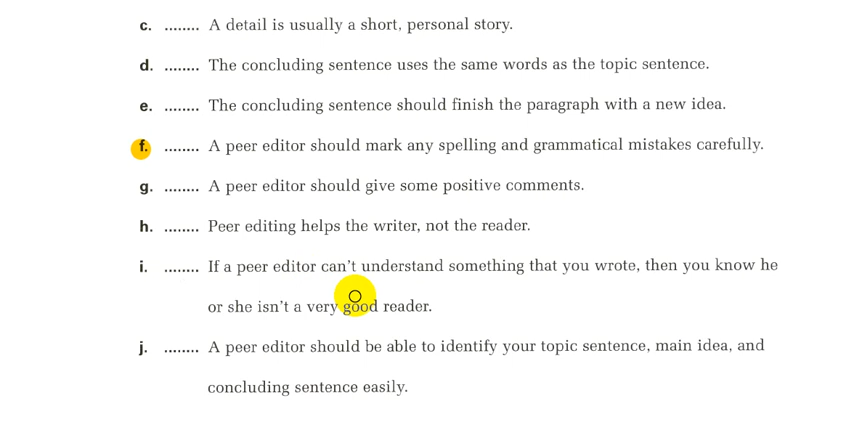 c. ........ A detail is usually a short, personal story.
d. ........ The concluding sentence uses the same words as the topic sentence.
e. ........ The concluding sentence should finish the paragraph with a new idea.
f. ........ A peer editor should mark any spelling and grammatical mistakes carefully.
g. ........ A peer editor should give some positive comments.
h. ........ Peer editing helps the writer, not the reader.
i. ........ If a peer editor can't understand something that you wrote, then you know he
or she isn't a very good reader.
j. ........ A peer editor should be able to identify your topic sentence, main idea, and
concluding sentence easily.